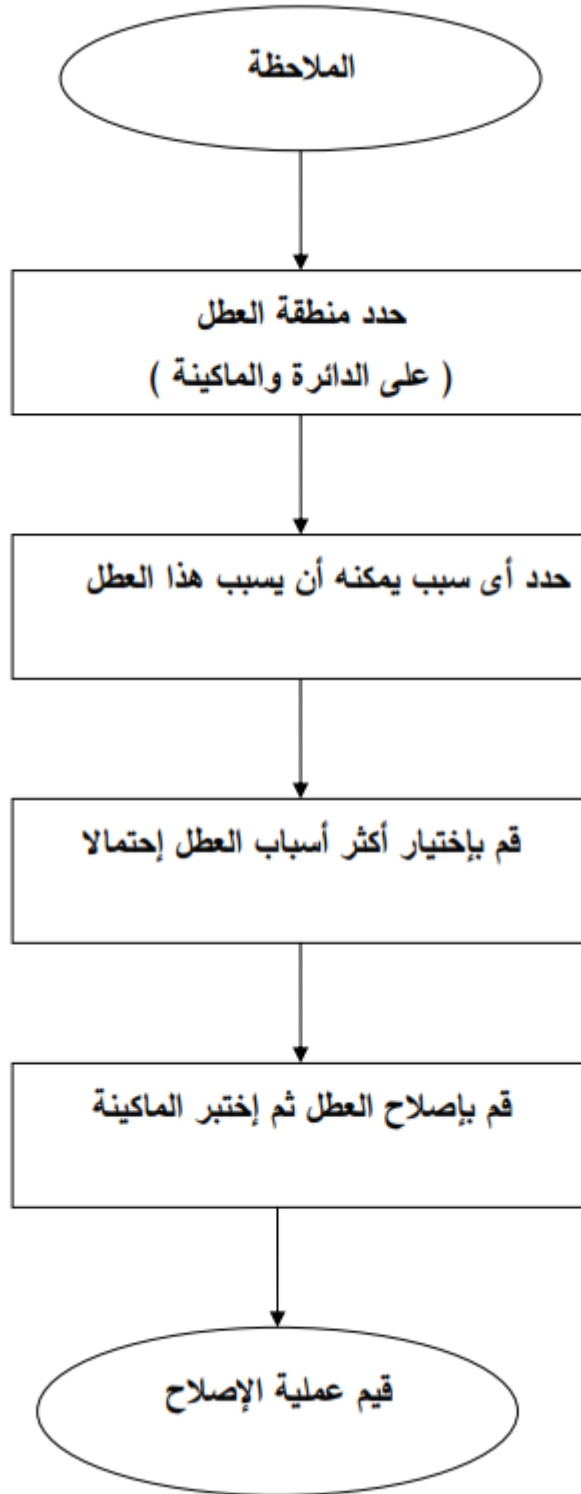 الملاحظة
حدد منطقة العطل
( على الدائرة والماكينة )
حدد أى سبب يمكنه أن يسبب هذا العطل
قم بإختيار أكثر أسباب العطل إحتمالا
قم بإصلاح العطل ثم إختبر الماكينة
قيم عملية الإصلاح